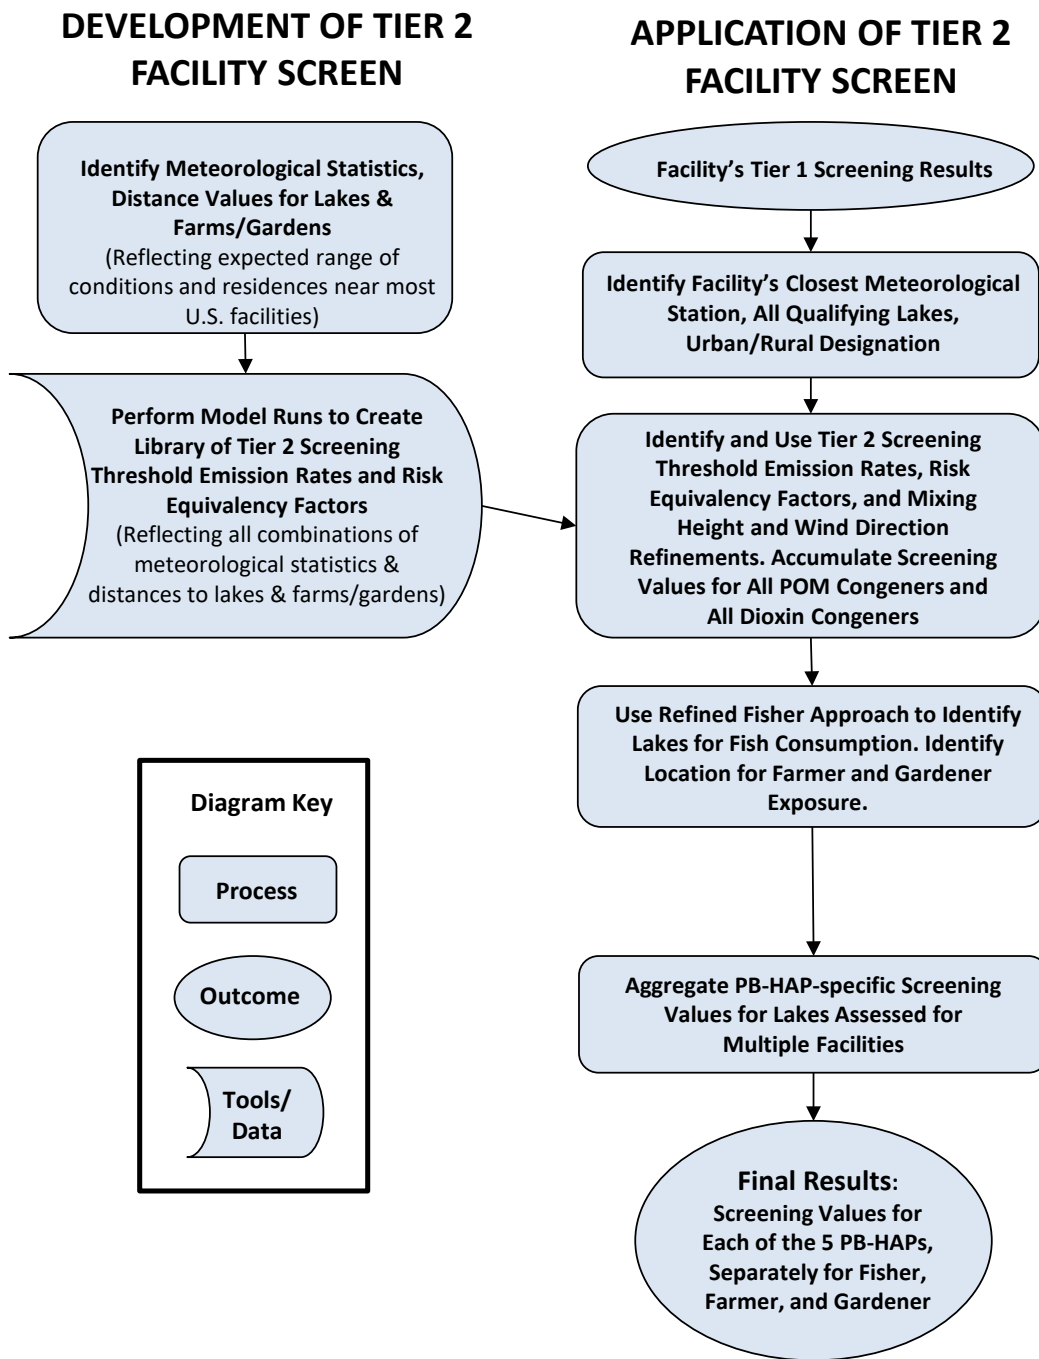 DEVELOPMENT OF TIER 2
FACILITY SCREEN
Identify Meteorological Statistics,
Distance Values for Lakes &
Farms/Gardens
(Reflecting expected range of
conditions and residences near most
U.S. facilities)
Perform Model Runs to Create
Library of Tier 2 Screening
Threshold Emission Rates and Risk
Equivalency Factors
(Reflecting all combinations of
meteorological statistics &
distances to lakes & farms/gardens)
Diagram Key
Process
Outcome
Tools/
Data
APPLICATION OF TIER 2
FACILITY SCREEN
Facility’s Tier 1 Screening Results
Identify Facility’s Closest Meteorological
Station, All Qualifying Lakes,
Urban/Rural Designation
Identify and Use Tier 2 Screening
Threshold Emission Rates, Risk
Equivalency Factors, and Mixing
Height and Wind Direction
Refinements. Accumulate Screening
Values for All POM Congeners and
All Dioxin Congeners
Use Refined Fisher Approach to Identify
Lakes for Fish Consumption. Identify
Location for Farmer and Gardener
Exposure.
Aggregate PB-HAP-specific Screening
Values for Lakes Assessed for
Multiple Facilities
Final Results:
Screening Values for
Each of the 5 PB-HAPs,
Separately for Fisher,
Farmer, and Gardener